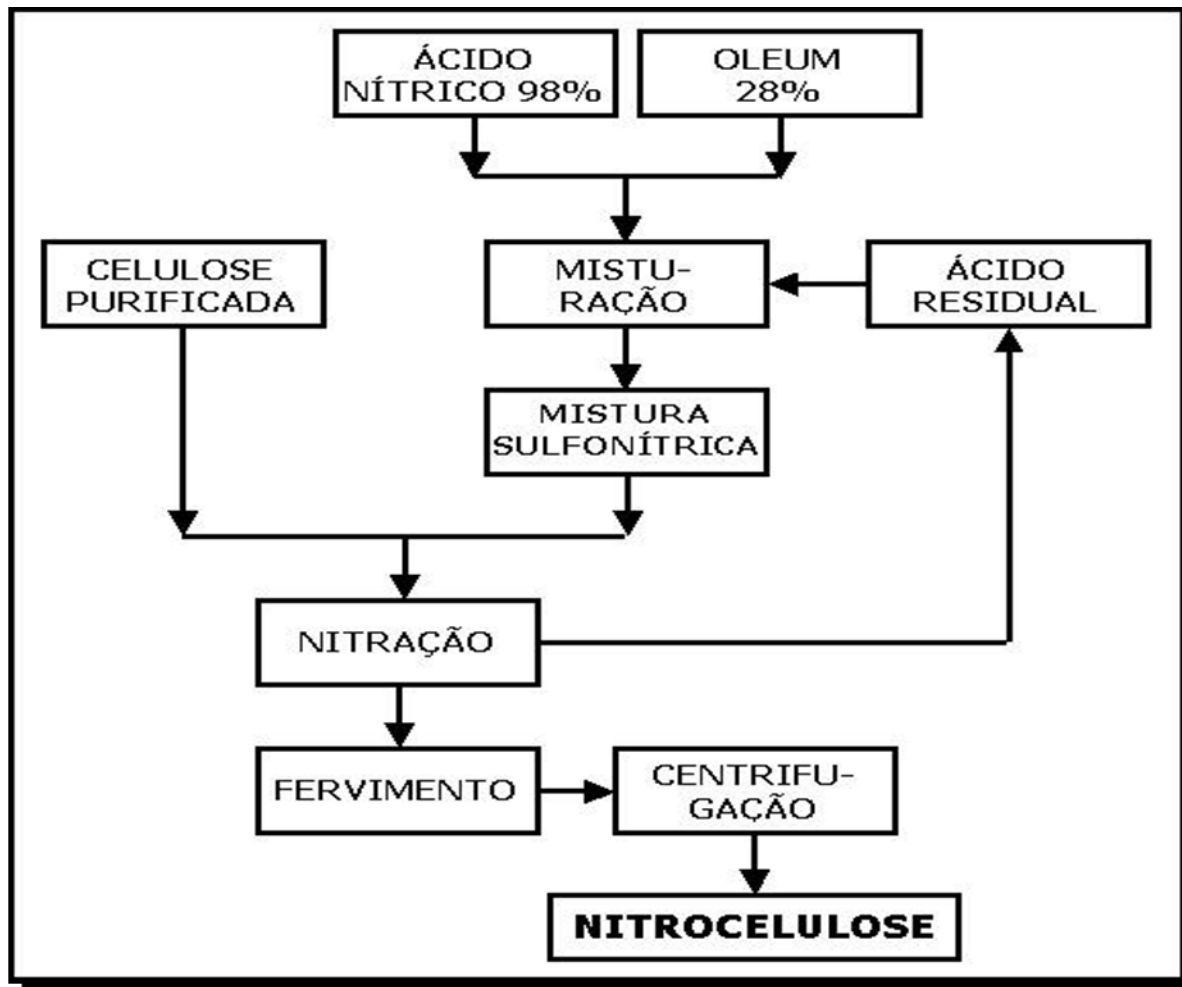 ÁCIDO
NÍTRICO 98%
OLEUM
28%
CELULOSE
PURIFICADA
MISTU-
RAÇÃO
ÁCIDO
RESIDUAL
MISTURA
SULFONÍTRICA
NITRAÇÃO
FERVIMENTO
CENTRIFU-
GAÇÃO
NITROCELULOSE